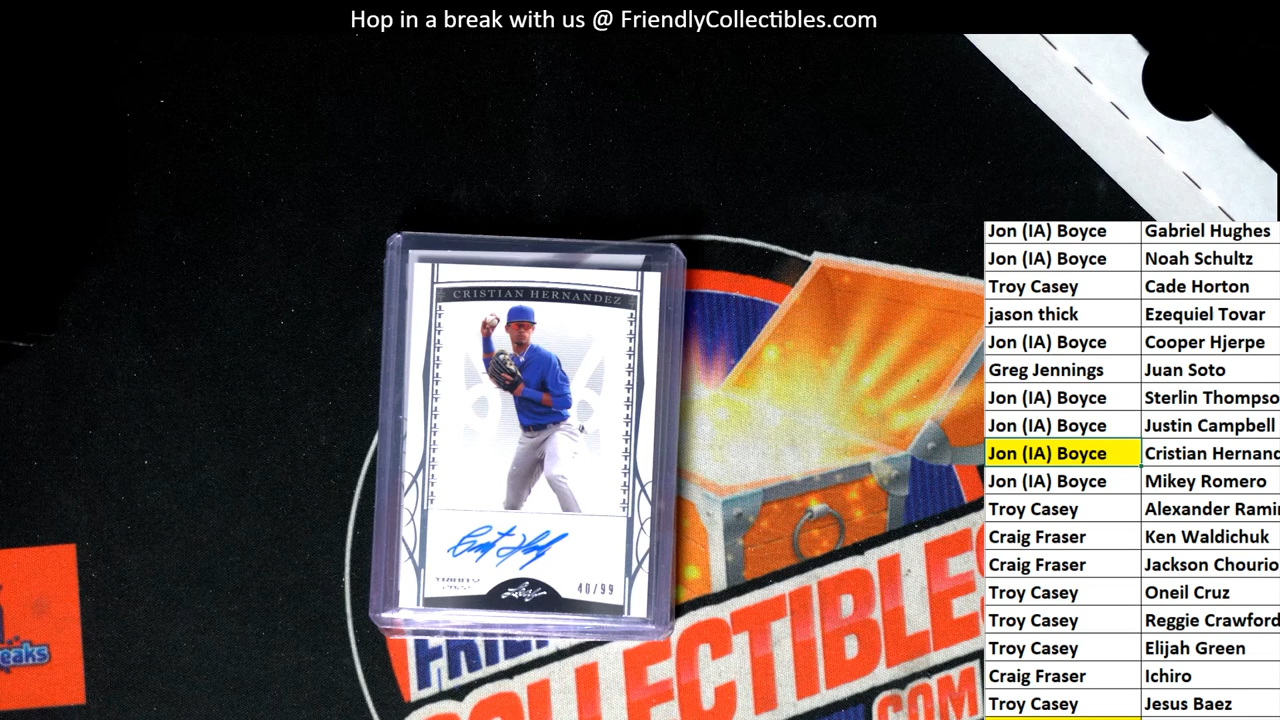 Hop in a break with us @ FriendlyCollectibles.com
Jon (IA) Boyce Gabriel Hughes
Jon (IA) Boyce Noah Schultz
Troy Casey Cade Horton
jason thick Ezequiel Tovar
Jon (IA) Boyce Cooper Hjerpe
Greg Jennings Juan Soto
Jon (IA) Boyce Sterlin Thompso
Jon (IA) Boyce Justin Campbell
Jon (IA) Boyce Cristian Hernand
Jon (IA) Boyce Mikey Romero
Troy Casey Alexander Rami
Craig Fraser Ken Waldichuk
Craig Fraser Jackson Chourio
Troy Casey Oneil Cruz
Troy Casey Reggie Crawford
Troy Casey Elijah Green
Craig Fraser Ichiro
Troy Casey Jesus Baez
CRISTIAN HERNANDEZ
Leaf
40/99
eaks
FRIEN
COLLECTIBLES
.COM